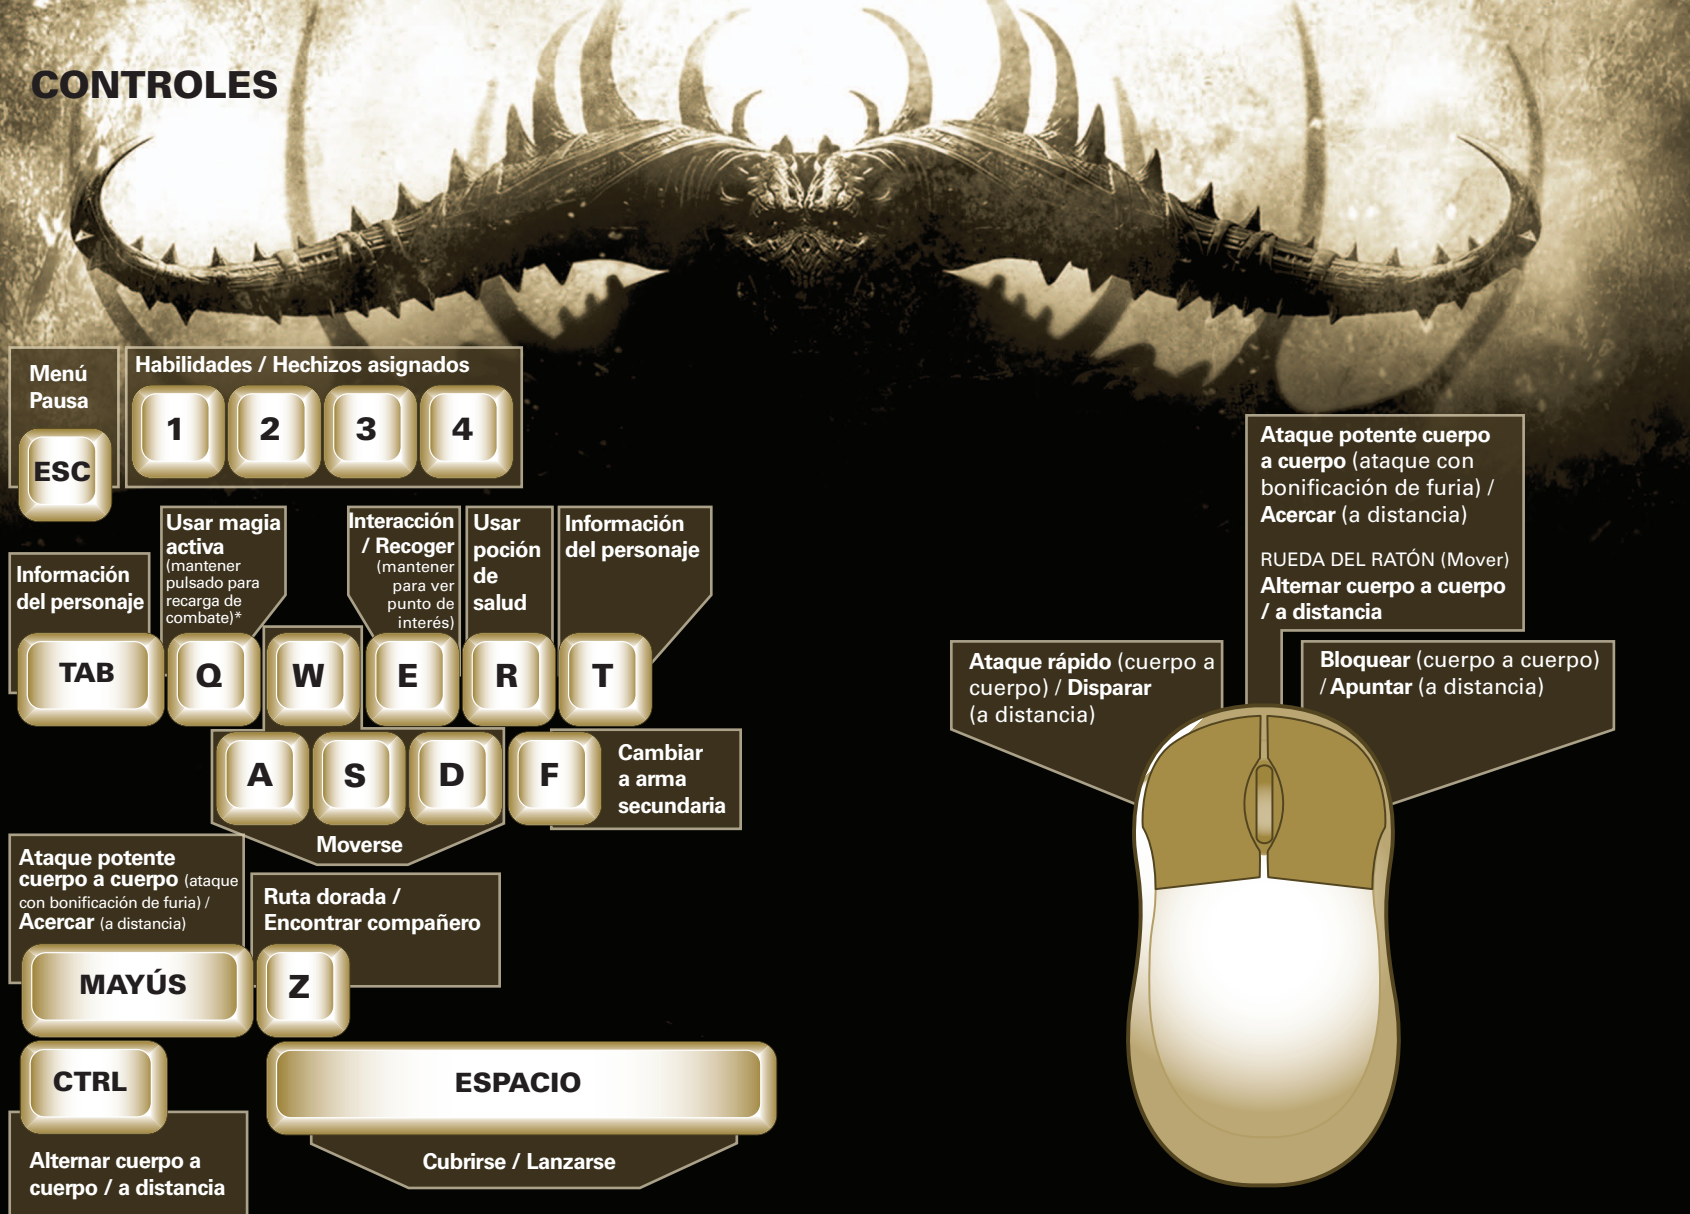 CONTROLES
Menú
Pausa
ESC
Habilidades / Hechizos asignados
1
2
3
4
Información
del personaje
TAB
Usar magia
activa
(mantener
pulsado para
recarga de
combate)*
Q
W
Interacción
/ Recoger
(mantener
para ver
punto de
interés)
E
Usar
poción
de
salud
R
Información
del personaje
T
A
S
D
Moverse
F
Cambiar
a arma
secundaria
Ataque potente
cuerpo a cuerpo (ataque
con bonificación de furia) /
Acercar (a distancia)
MAYÚS
Ruta dorada /
Encontrar compañero
Z
CTRL
Alternar cuerpo a
cuerpo / a distancia
ESPACIO
Cubrirse / Lanzarse
Ataque rápido (cuerpo a
cuerpo) / Disparar
(a distancia)
Ataque potente cuerpo
a cuerpo (ataque con
bonificación de furia) /
Acercar (a distancia)
RUEDA DEL RATÓN (Mover)
Alternar cuerpo a cuerpo
/ a distancia
Bloquear (cuerpo a cuerpo)
/ Apuntar (a distancia)